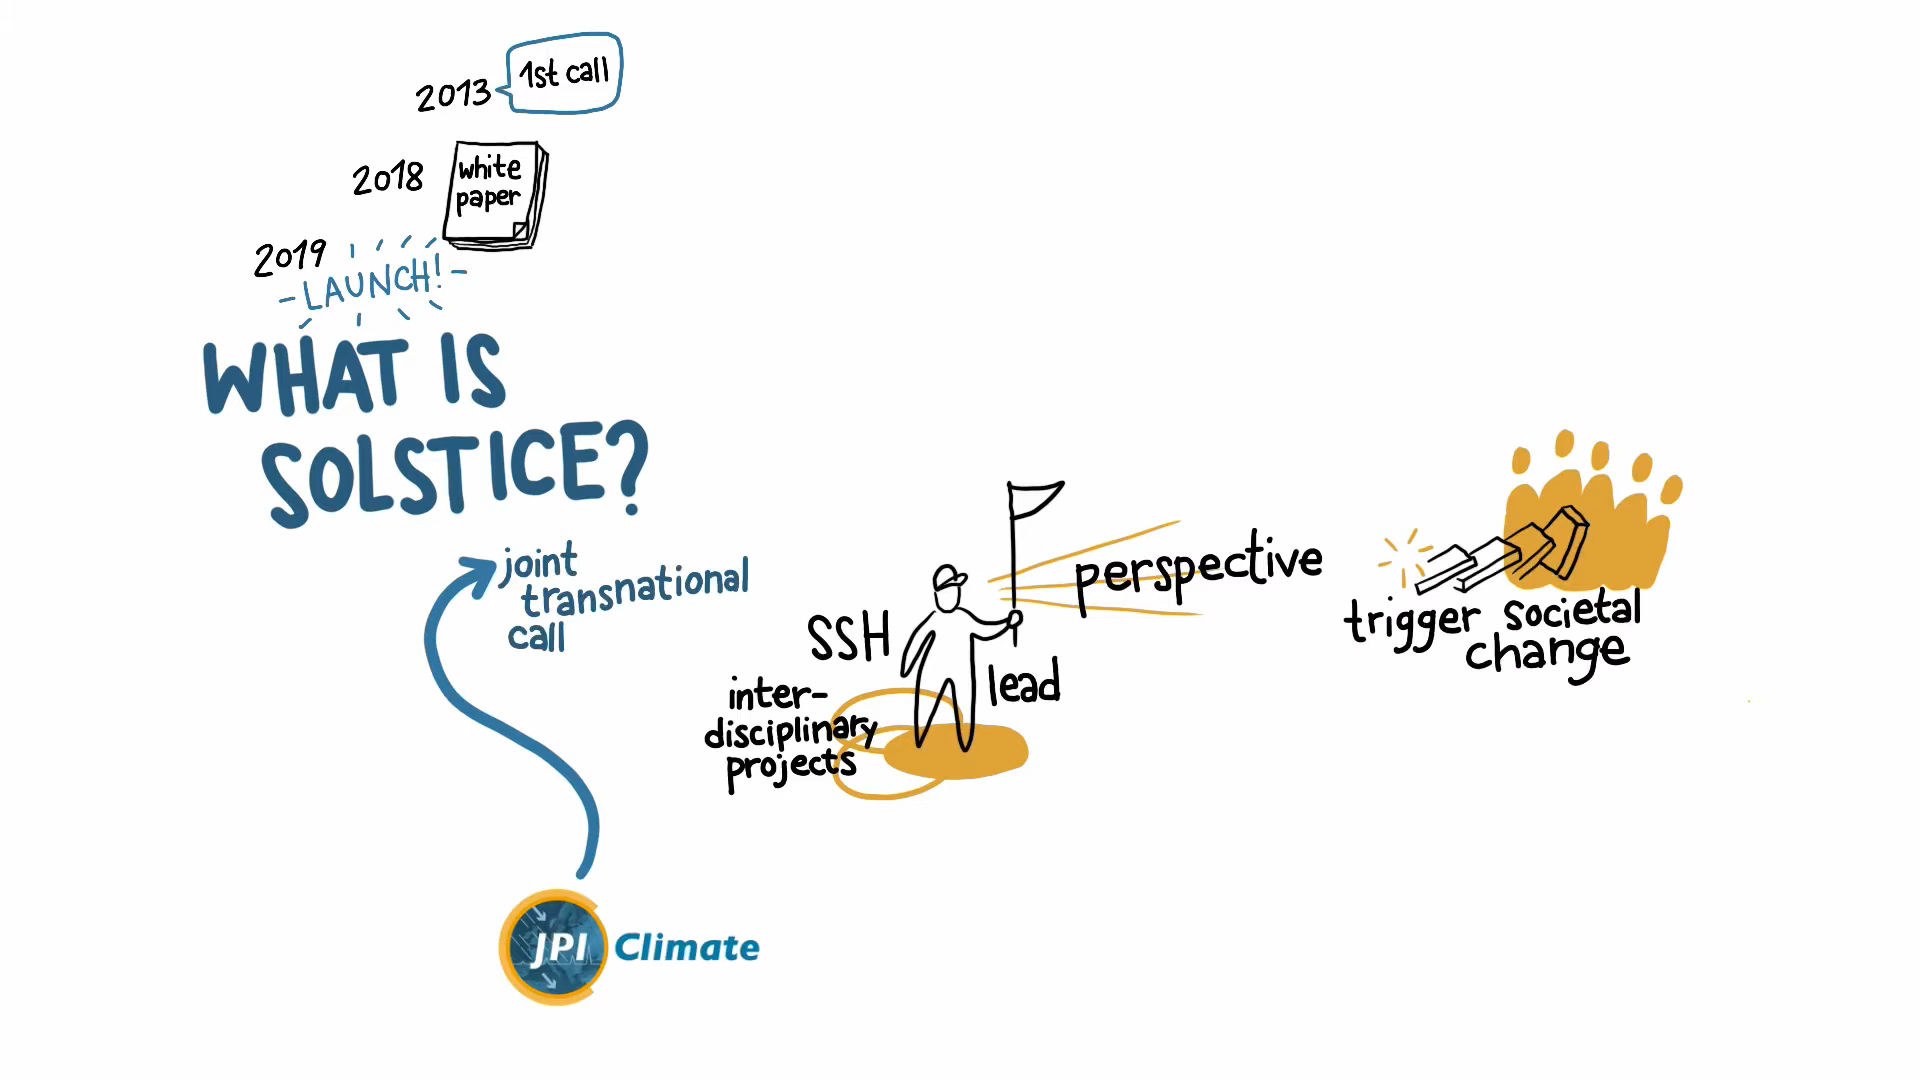 2013 1st call
2018 white
paper
2019
-LAUNCH!-
WHAT IS
SOLSTICE?
joint
transnational
call
SSH
inter-
disciplinary
projects
lead
perspective
trigger societal
change
JPI Climate